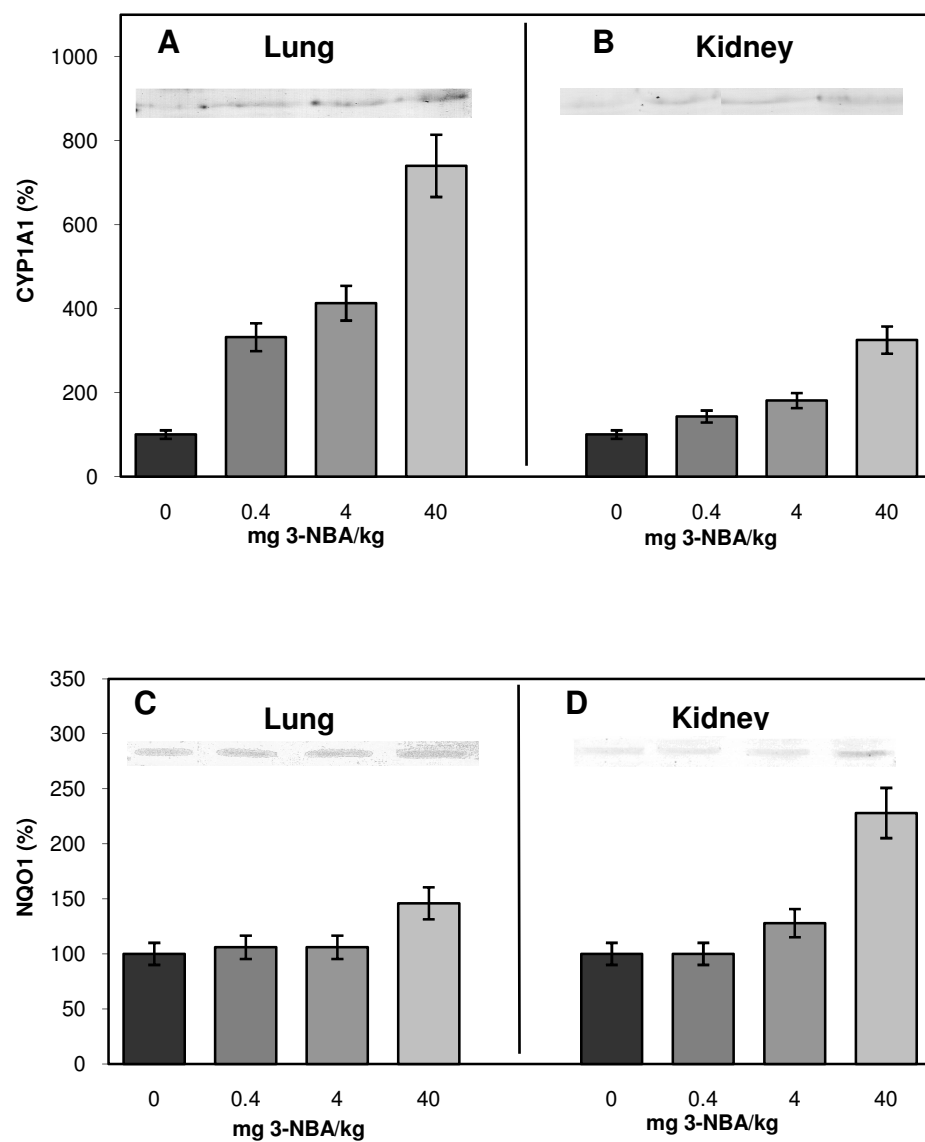 A
Lung
B
Kidney
CYP1A1 (%)
1000
800
600
400
200
0
0 0.4 4 40
mg 3-NBA/kg
0 0.4 4 40
mg 3-NBA/kg
C
Lung
D
Kidney
NQO1 (%)
350
300
250
200
150
100
50
0
0 0.4 4 40
mg 3-NBA/kg
0 0.4 4 40
mg 3-NBA/kg